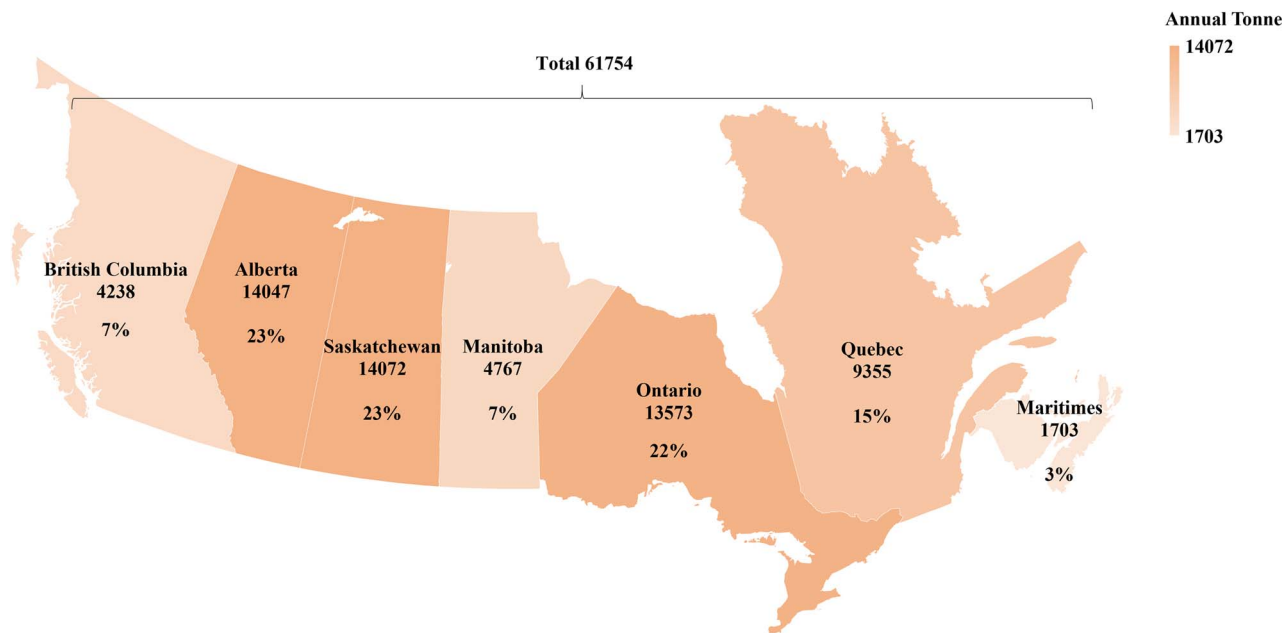 Annual Tonne
14072
1703
Total 61754
British Columbia
4238
7%
Alberta
14047
23%
Saskatchewan
14072
23%
Manitoba
4767
7%
Ontario
13573
22%
Quebec
9355
15%
Maritimes
1703
3%